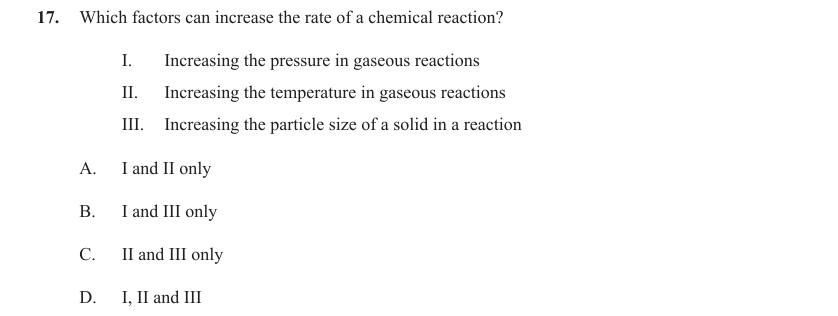 17. Which factors can increase the rate of a chemical reaction?
I. Increasing the pressure in gaseous reactions
II. Increasing the temperature in gaseous reactions
III. Increasing the particle size of a solid in a reaction
A. I and II only
B. I and III only
C. II and III only
D. I, II and III